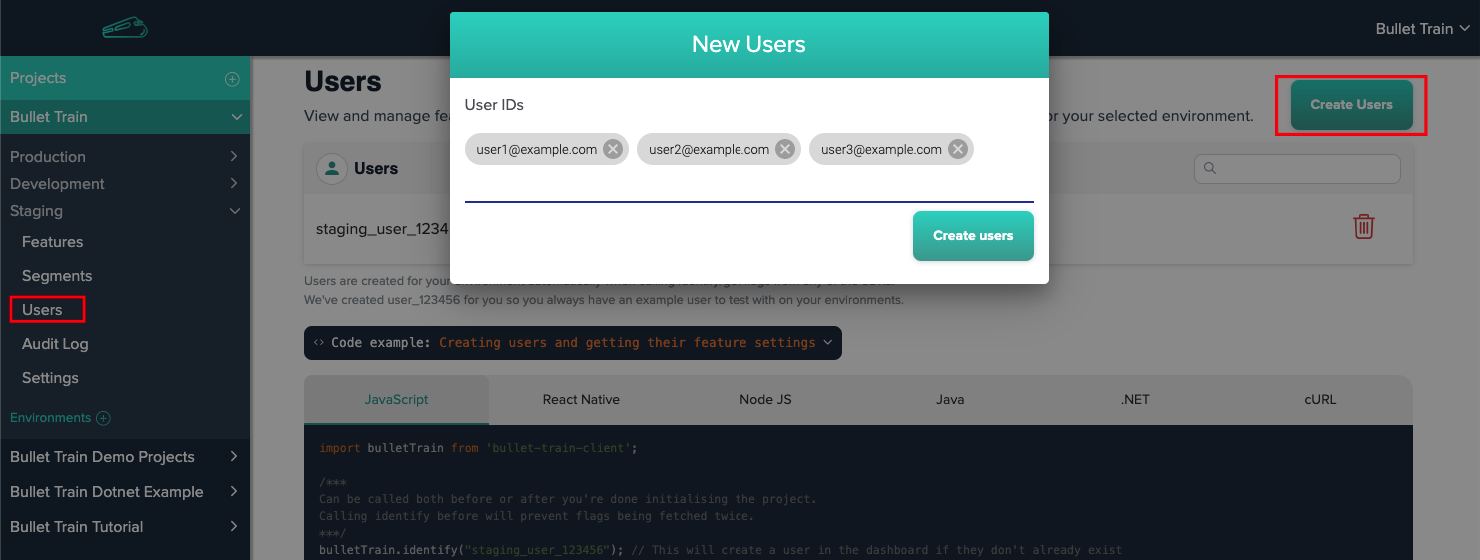 Bullet Train
New Users
User IDs
user1@example.com
user2@example.com
user3@example.com
Create users
Projects
Bullet Train
Production
Development
Staging
Features
Segments
Users
Audit Log
Settings
Environments
Bullet Train Demo Projects
Bullet Train Dotnet Example
Bullet Train Tutorial
Users
View and manage for your selected environment.
Create Users
Users
staging_user_1234
Users are created for your
We've created user_123456 for you so you always have an example user to test with on your environments.
Code example: Creating users and getting their feature settings
JavaScript
React Native
Node JS
Java
.NET
cURL
import bulletTrain from 'bullet-train-client';
/***
Can be called both before or after you're done initialising the project.
Calling identify before will prevent flags being fetched twice.
***/
bulletTrain.identify("staging_user_123456"); // This will create a user in the dashboard if they don't already exist